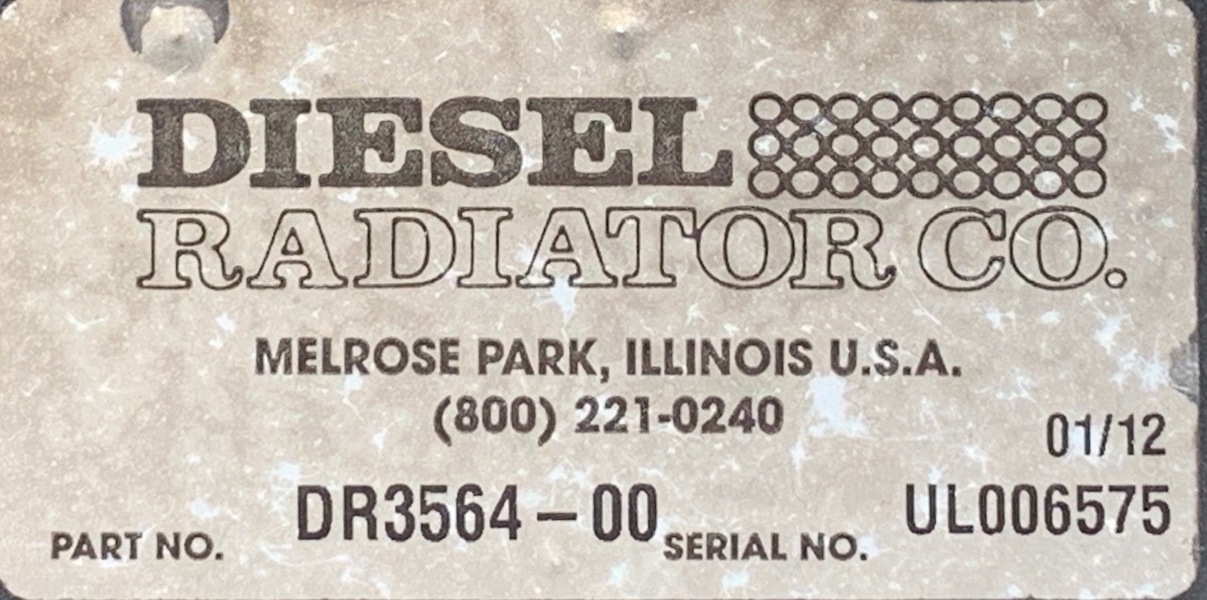 DIESEL
RADIATOR CO.
MELROSE PARK, ILLINOIS U.S.A.
(800) 221-0240
01/12
PART NO. DR3564-00 SERIAL NO. UL006575